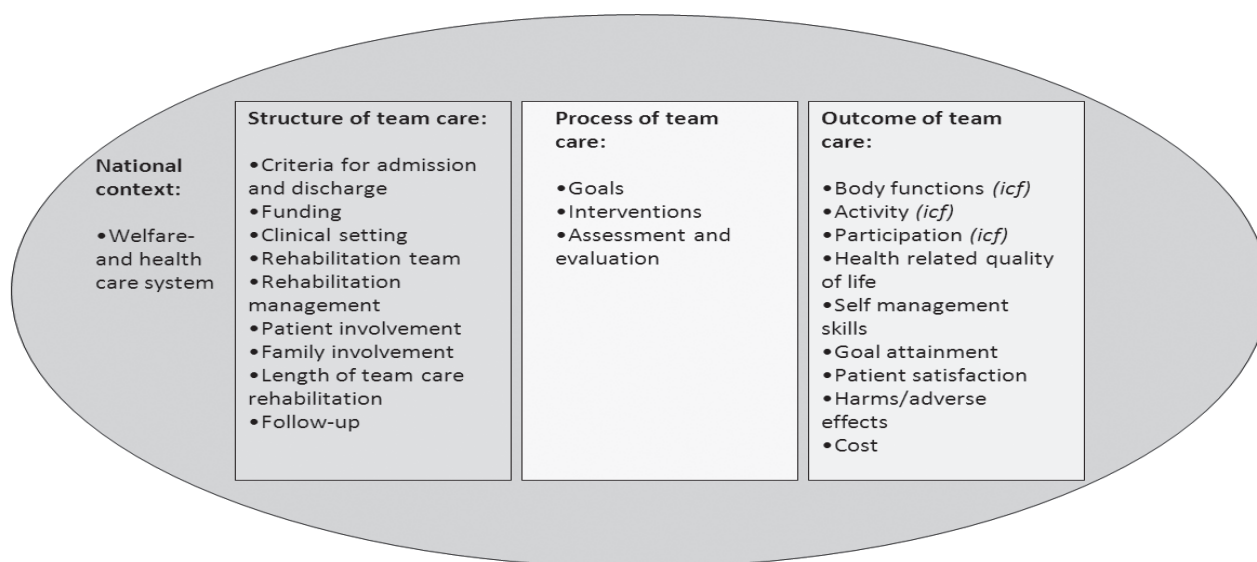 National
context:
•Welfare-
and health
care system
Structure of team care:
•Criteria for admission
and discharge
•Funding
•Clinical setting
•Rehabilitation team
•Rehabilitation
management
•Patient involvement
•Family involvement
•Length of team care
rehabilitation
•Follow-up
Process of team
care:
•Goals
•Interventions
•Assessment and
evaluation
Outcome of team
care:
•Body functions (icf)
•Activity (icf)
•Participation (icf)
•Health related quality
of life
•Self management
skills
•Goal attainment
•Patient satisfaction
•Harms/adverse
effects
•Cost